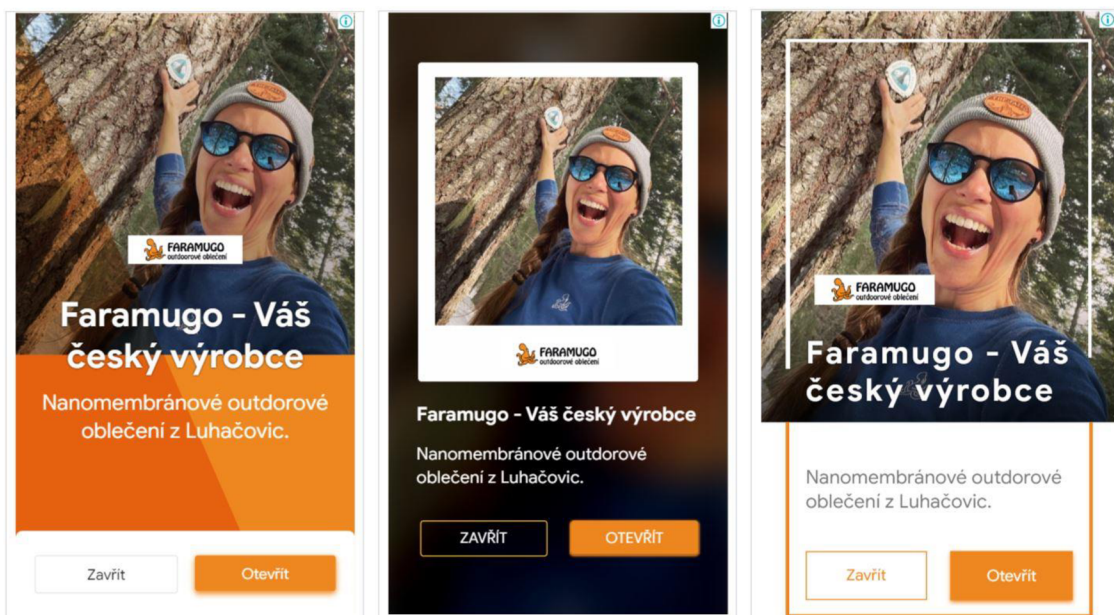 FARAMUGO
outdoorové oblečení
Faramugo - Váš
český výrobce
Nanomembránové outdorové
oblečení z Luhačovic.
Zavřít
Otevřít
FARAMUGO
outdoorové oblečení
Faramugo - Váš český výrobce
Nanomembránové outdorové
oblečení z Luhačovic.
ZAVŘÍT
OTEVŘÍT
FARAMUGO
outdoorové oblečení
Faramugo - Váš
český výrobce
Nanomembránové outdorové
oblečení z Luhačovic.
Zavřít
Otevřít